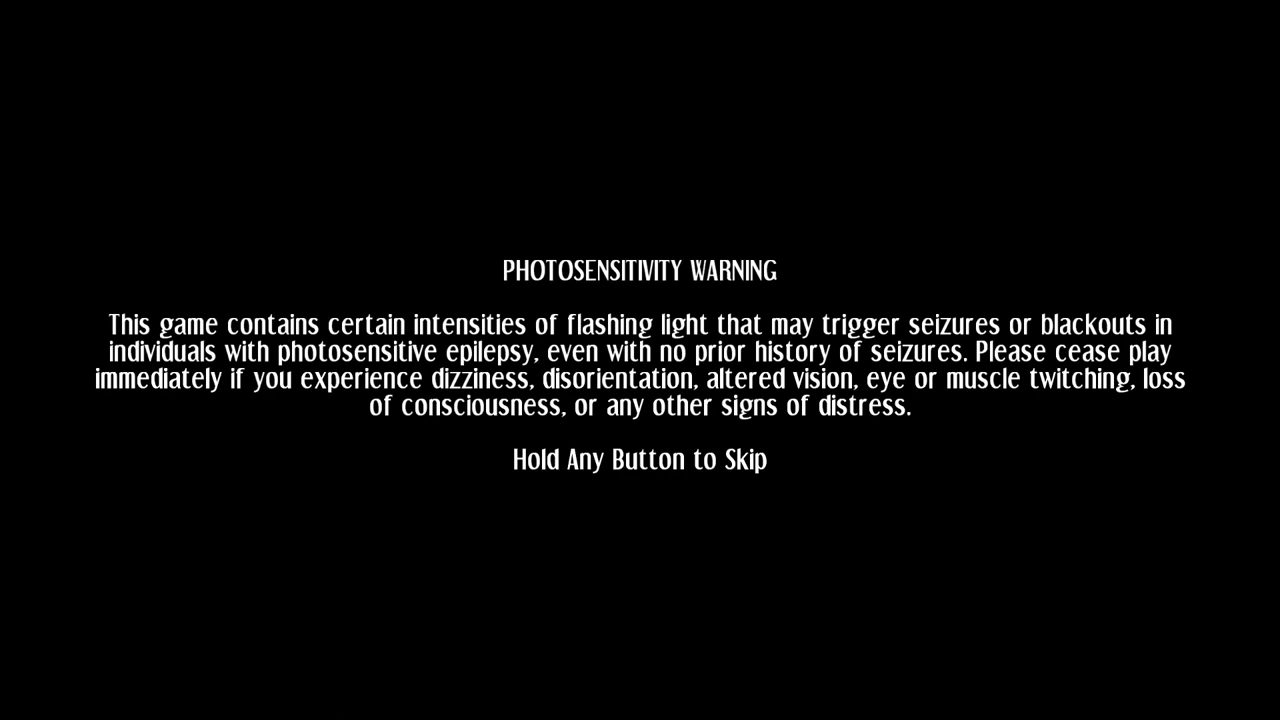 PHOTOSENSITIVITY WARNING
This game contains certain intensities of flashing light that may trigger seizures or blackouts in
individuals with photosensitive epilepsy, even with no prior history of seizures. Please cease play
immediately if you experience dizziness, disorientation, altered vision, eye or muscle twitching, loss
of consciousness, or any other signs of distress.
Hold Any Button to Skip